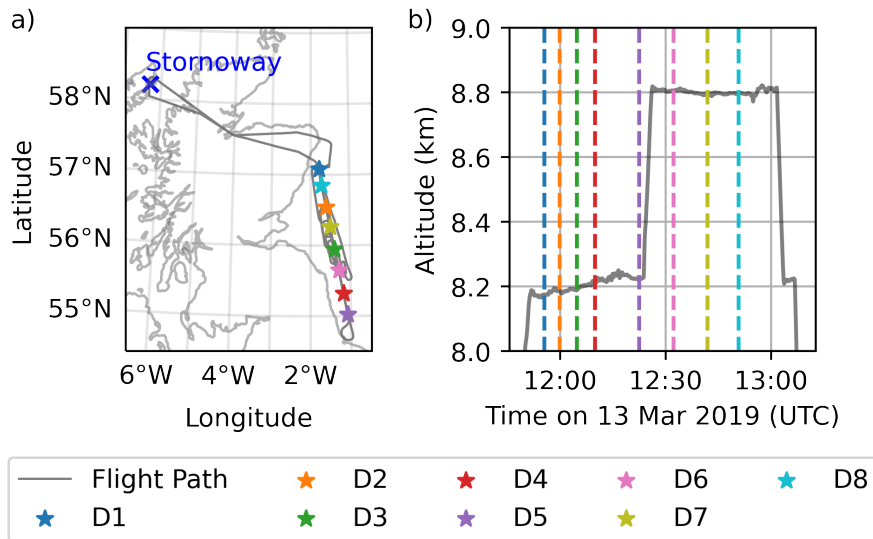 a)
Stornoway
58°N
57°N
56°N
55°N
Latitude
6°W 4°W 2°W
Longitude
b)
9.0
8.8
8.6
8.4
8.2
8.0
Altitude (km)
12:00 12:30 13:00
Time on 13 Mar 2019 (UTC)
Flight Path D2 D4 D6 D8
D1 D3 D5 D7